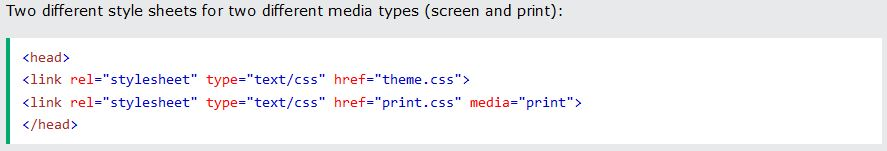 Two different style sheets for two different media types (screen and print):
<head>
<link rel="stylesheet" type="text/css" href="theme.css">
<link rel="stylesheet" type="text/css" href="print.css" media="print">
</head>